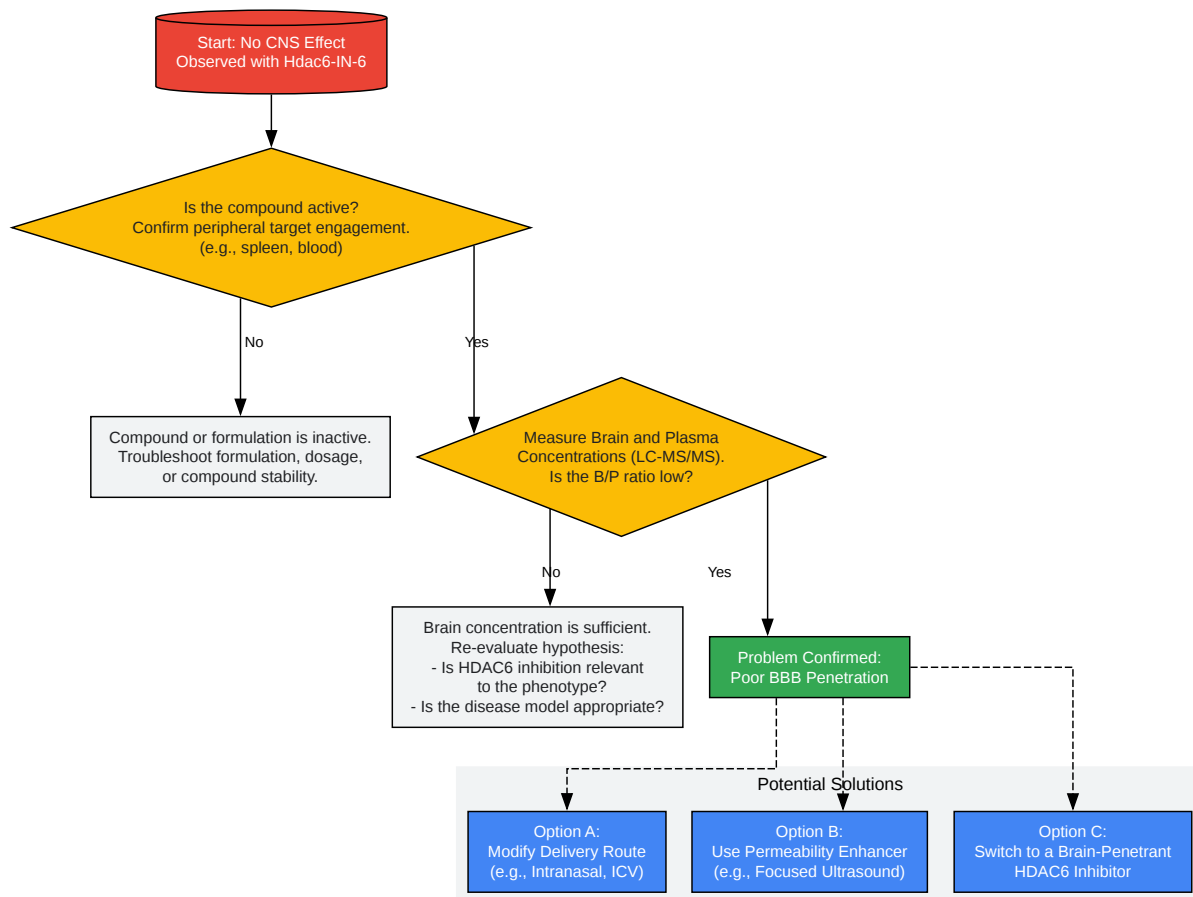 Start: No CNS Effect
Observed with Hdac6-IN-6
Is the compound active?
Confirm peripheral target engagement.
(e.g., spleen, blood)
No
Yes
Compound or formulation is inactive.
Troubleshoot formulation, dosage,
or compound stability.
Measure Brain and Plasma
Concentrations (LC-MS/MS).
Is the B/P ratio low?
No
Yes
Brain concentration is sufficient.
Re-evaluate hypothesis:
- Is HDAC6 inhibition relevant
to the phenotype?
- Is the disease model appropriate?
Problem Confirmed:
Poor BBB Penetration
Potential Solutions
Option A:
Modify Delivery Route
(e.g., Intranasal, ICV)
Option B:
Use Permeability Enhancer
(e.g., Focused Ultrasound)
Option C:
Switch to a Brain-Penetrant
HDAC6 Inhibitor